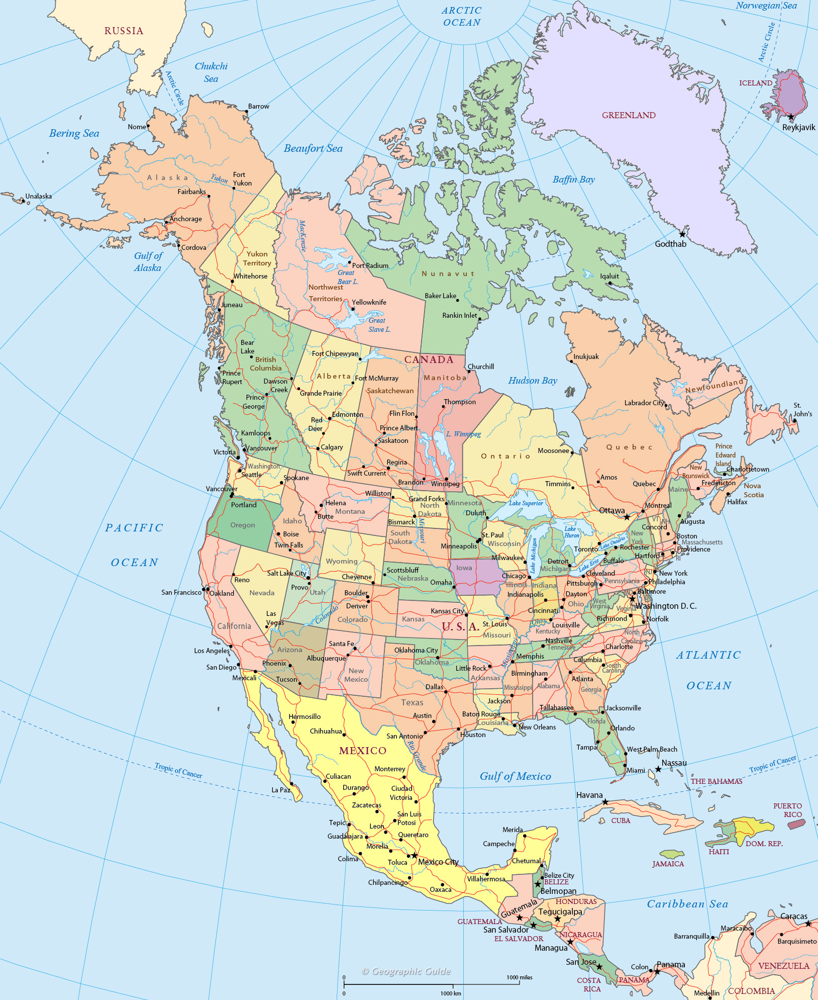 ARCTIC
OCEAN
Norwegian Sea
RUSSIA
Chukchi
Sea
Arctic Circle
Arctic Circle
ICELAND
Reykjavik
Barrow
Nome
Bering Sea
Beaufort Sea
GREENLAND
Baffin Bay
Alaska
Yukon
Fort
Yukon
Fairbanks
Unalaska
Anchorage
Cordova
Gulf of
Alaska
MacKenzie
Yukon
Territory
Whitehorse
Port Radium
Great
Bear L.
Northwest
Territories
Yellowknife
Great
Slave L.
Nunavut
Baker Lake
Rankin Inlet
Iqaluit
Godthab
Juneau
Bear
Lake
British
Columbia
Prince
Rupert
Dawson
Creek
Prince
George
Kamloops
Vancouver
Victoria
Fort Chipewyan
Alberta
Fort McMurray
Grande Prairie
Edmonton
Red
Deer
Calgary
CANADA
Saskatchewan
Flin Flon
Prince Albert
Saskatoon
Regina
Swift Current
Manitoba
Churchill
Thompson
L. Winnipeg
Brandon
Winnipeg
Hudson Bay
Inukjuak
Newfoundland
Labrador City
St.
John's
Ontario
Moosonee
Timmins
Quebec
Amos
Quebec
Montreal
Ottawa
Toronto
Prince
Edward
Island
Charlottetown
New
Brunswick
Fredericton
Nova
Scotia
Halifax
Washington
Seattle
Spokane
Vancouver
Portland
Oregon
Idaho
Boise
Twin Falls
Helena
Montana
Butte
Williston
Grand Forks
North
Dakota
Bismarck
Missouri
South
Dakota
Minnesota
Duluth
St. Paul
Minneapolis
Lake Superior
Lake
Huron
Lake Michigan
Lake Ontario
Lake Erie
Wisconsin
Milwaukee
Michigan
Detroit
Maine
Augusta
VT
NH
Concord
Boston
Massachusetts
Providence
Hartford
RI
New
York
Rochester
Buffalo
PACIFIC
OCEAN
Wyoming
Cheyenne
Scottsbluff
Nebraska
Omaha
Iowa
Chicago
Illinois
Indiana
Indianapolis
Cleveland
Pittsburgh
Pennsylvania
NJ
New York
Philadelphia
Baltimore
MD
DE
Washington D. C.
Dayton
Ohio
Cincinnati
West
Virginia
Virginia
Richmond
Norfolk
Reno
Nevada
Salt Lake City
Provo
Utah
San Francisco
Oakland
California
Las
Vegas
Colorado
Boulder
Denver
Colorado
Kansas
Kansas City
U. S. A.
St. Louis
Missouri
Ohio
Louisville
Kentucky
Nashville
Tennessee
Memphis
Mississippi
North
Carolina
Charlotte
Columbia
South
Carolina
Los Angeles
San Diego
Mexicali
Arizona
Phoenix
Tucson
Santa Fe
Albuquerque
New
Mexico
Oklahoma City
Oklahoma
Little Rock
Arkansas
Birmingham
Mississippi
Alabama
Atlanta
Georgia
Dallas
Texas
Austin
San Antonio
Houston
Jackson
Baton Rouge
Louisiana
New Orleans
Tallahassee
Jacksonville
Florida
Orlando
Tampa
West Palm Beach
Miami
ATLANTIC
OCEAN
Rio Grande
Tropic of Cancer
Tropic of Cancer
Hermosillo
Chihuahua
MEXICO
La Paz
Culiacan
Durango
Monterrey
Ciudad
Victoria
Zacatecas
San Luis
Potosi
Tepic
Leon
Guadalajara
Queretaro
Morelia
Colima
Toluca
Mexico City
Chilpancingo
Oaxaca
Villahermosa
Merida
Campeche
Chetumal
Gulf of Mexico
Nassau
THE BAHAMAS
Havana
CUBA
PUERTO
RICO
DOM. REP.
HAITI
JAMAICA
Belize City
BELIZE
Belmopan
Guatemala
GUATEMALA
HONDURAS
Tegucigalpa
San Salvador
EL SALVADOR
NICARAGUA
Managua
San Jose
COSTA
RICA
Colon
Panama
PANAMA
Caribbean Sea
Barranquilla
Maracaibo
Caracas
Barquisimeto
VENEZUELA
COLOMBIA
Medellin
© Geographic Guide
0
1000 miles
0
1000 km